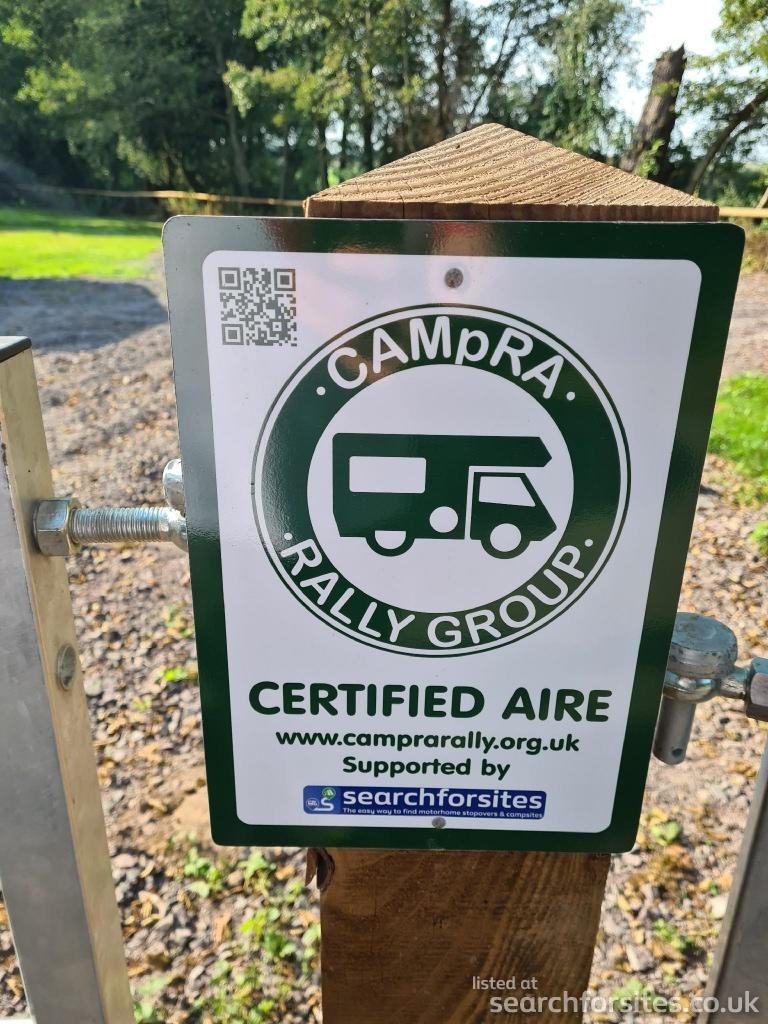 CAMpRA
RALLY GROUP
CERTIFIED AIRE
www.camprarally.org.uk
Supported by
searchforsites
The easy way to find motorhome stopovers & campsites
listed at
searchforsites.co.uk